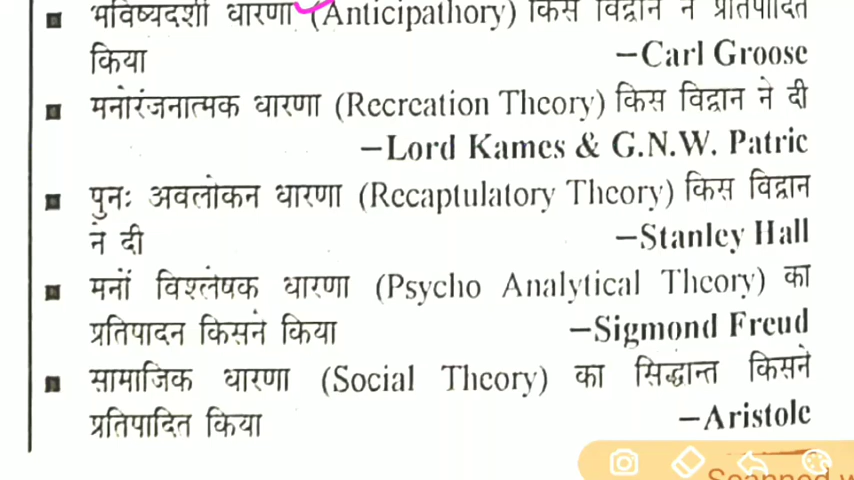 भविष्यदर्शी धारणा (Anticipathory) किस विद्वान ने प्रतिपादित
किया –Carl Groose
मनोरंजनात्मक धारणा (Recreation Theory) किस विद्वान ने दी
–Lord Kames & G.N.W. Patric
पुनः अवलोकन धारणा (Recaptulatory Theory) किस विद्वान
ने दी –Stanley Hall
मनों विश्लेषक धारणा (Psycho Analytical Theory) का
प्रतिपादन किसने किया –Sigmond Freud
सामाजिक धारणा (Social Theory) का सिद्धान्त किसने
प्रतिपादित किया –Aristole